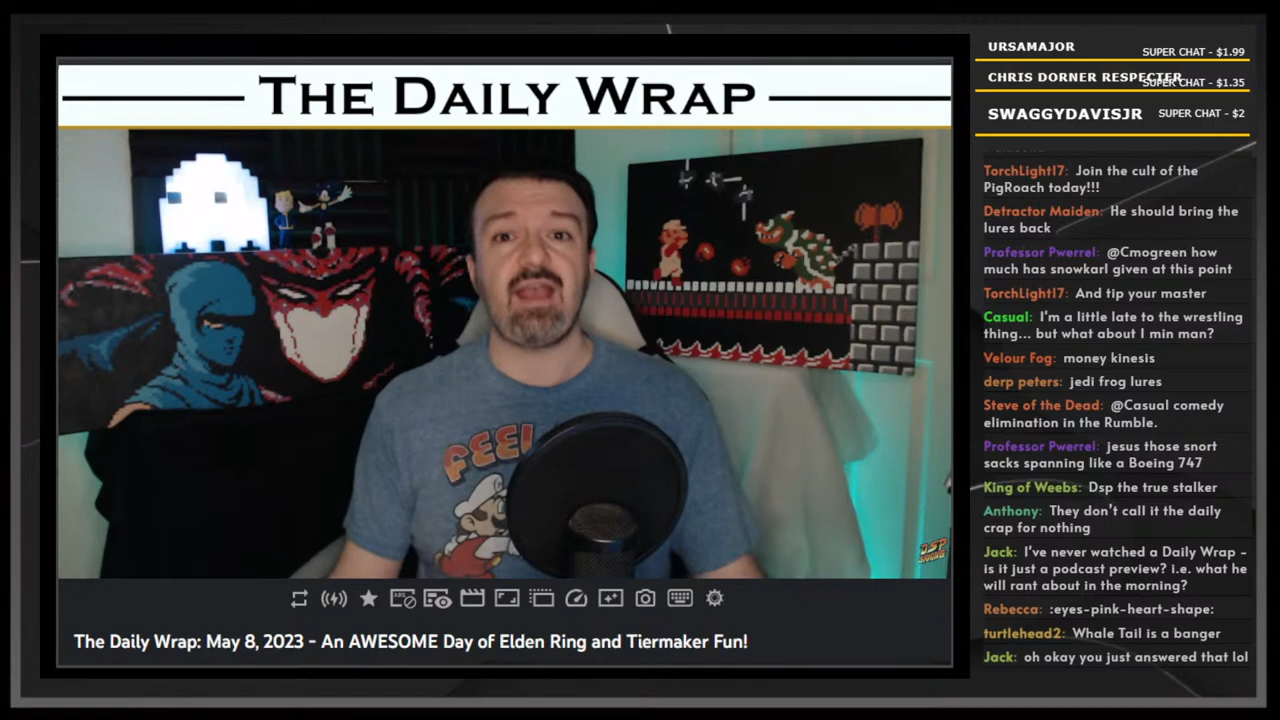 THE DAILY WRAP
FEEL
DSP
GAMING
The Daily Wrap: May 8, 2023 - An AWESOME Day of Elden Ring and Tiermaker Fun!
URSAMAJOR SUPER CHAT - $1.99
CHRIS DORNER RESPECTER SUPER CHAT - $1.35
SWAGGYDAVISJR SUPER CHAT - $2
TorchLight17: Join the cult of the
PigRoach today!!!
Detractor Maiden: He should bring the
lures back
Professor Pwerrel: @Cmogreen how
much has snowkarl given at this point
TorchLight17: And tip your master
Casual: I'm a little late to the wrestling
thing... but what about 1 min man?
Velour Fog: money kinesis
derp peters: jedi frog lures
Steve of the Dead: @Casual comedy
elimination in the Rumble.
Professor Pwerrel: jesus those snort
sacks spanning like a Boeing 747
King of Weebs: Dsp the true stalker
Anthony: They don't call it the daily
crap for nothing
Jack: I've never watched a Daily Wrap -
is it just a podcast preview? i.e. what he
will rant about in the morning?
Rebecca: :eyes-pink-heart-shape:
turtlehead2: Whale Tail is a banger
Jack: oh okay you just answered that lol